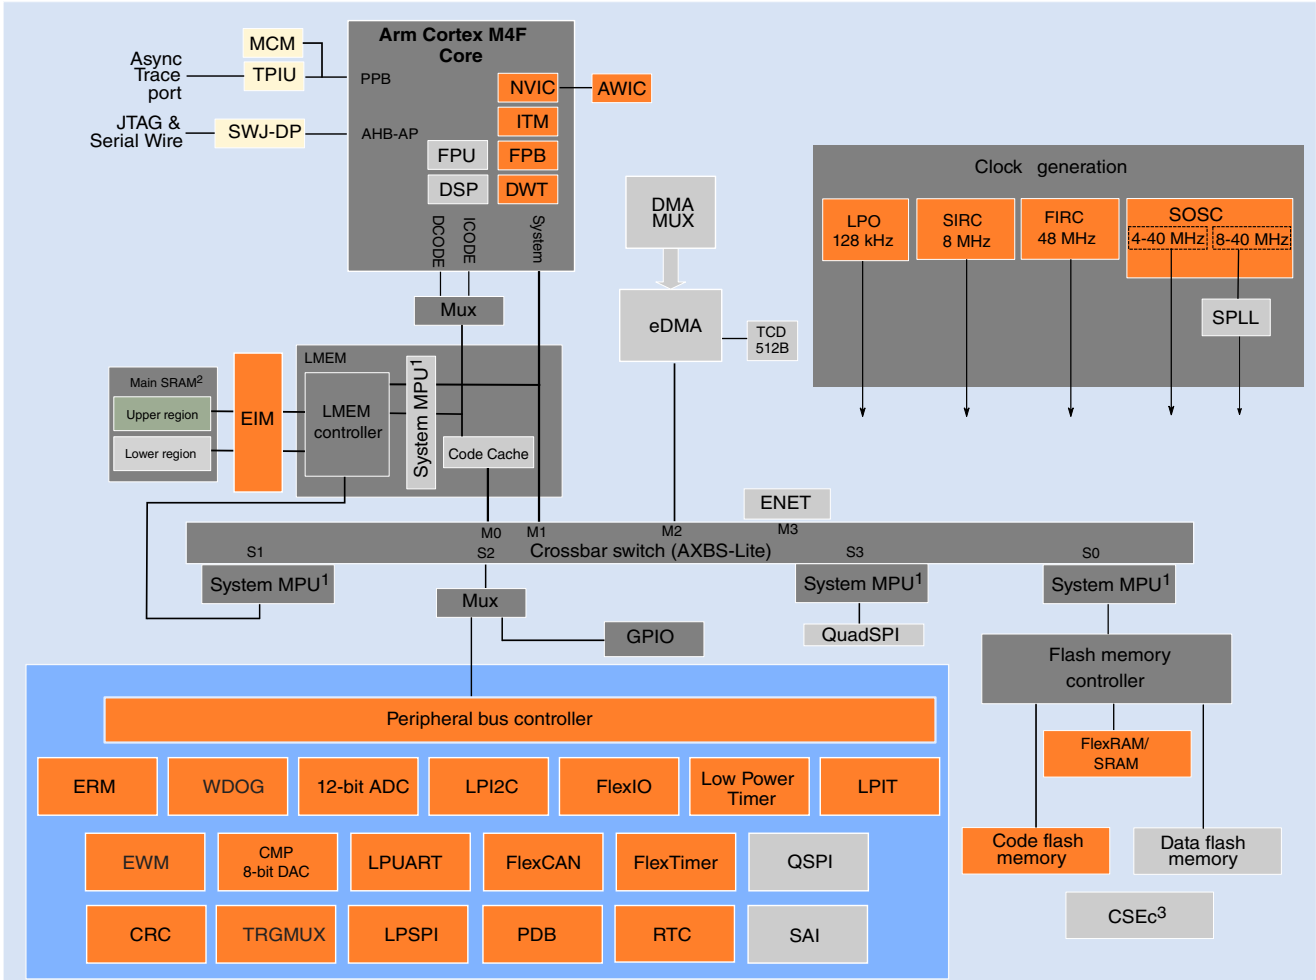 Async
Trace
port
MCM
TPIU
JTAG &
Serial Wire
SWJ-DP
Arm Cortex M4F
Core
PPB
AHB-AP
NVIC
AWIC
ITM
FPU
FPB
DSP
DWT
DCODE
ICODE
System
Mux
DMA
MUX
eDMA
TCD
512B
Clock generation
LPO
128 kHz
SIRC
8 MHz
FIRC
48 MHz
SOSC
4-40 MHz
8-40 MHz
SPLL
Main SRAM2
Upper region
Lower region
EIM
LMEM
LMEM
controller
System MPU1
Code Cache
ENET
M0
M1
M2
M3
Crossbar switch (AXBS-Lite)
S1
S2
S3
S0
System MPU1
System MPU1
System MPU1
Mux
GPIO
QuadSPI
Flash memory
controller
FlexRAM/
SRAM
Code flash
memory
Data flash
memory
CSEc3
Peripheral bus controller
ERM
WDOG
12-bit ADC
LPI2C
FlexIO
Low Power
Timer
LPIT
EWM
CMP
8-bit DAC
LPUART
FlexCAN
FlexTimer
QSPI
CRC
TRGMUX
LPSPI
PDB
RTC
SAI